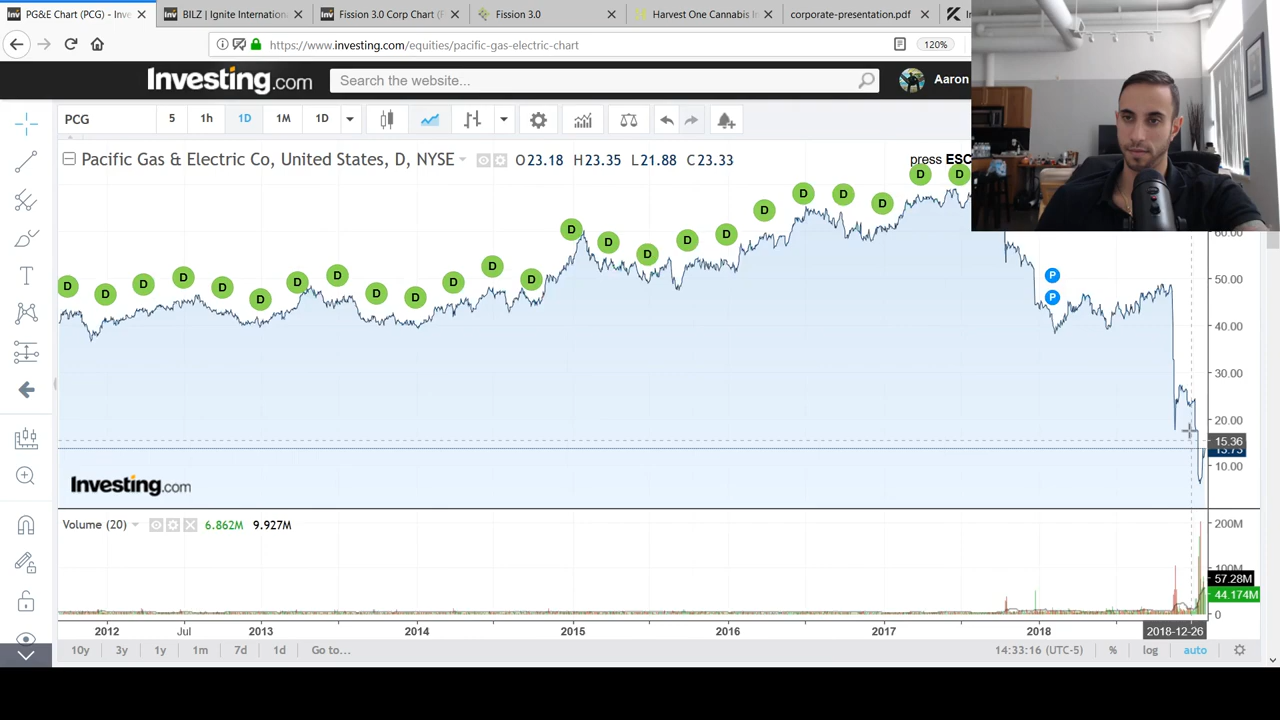 PG&E Chart (PCG) - Inve
BILZ | Ignite Internation
Fission 3.0 Corp Chart (F
Fission 3.0
Harvest One Cannabis In
corporate-presentation.pdf
https://www.investing.com/equities/pacific-gas-electric-chart
120%
Investing.com
Search the website...
Aaron
PCG
5
1h
1D
1M
1D
Pacific Gas & Electric Co, United States, D, NYSE
O23.18 H23.35 L21.88 C23.33
press ESC
D D D D D D D D D D D D D D D D D D D D D D D D
P
P
60.00
50.00
40.00
30.00
20.00
15.36
13.73
10.00
Investing.com
Volume (20)
6.862M 9.927M
200M
100M
57.28M
44.174M
0
2012 Jul 2013 2014 2015 2016 2017 2018 2018-12-26
10y 3y 1y 1m 7d 1d Go to... 14:33:16 (UTC-5) % log auto